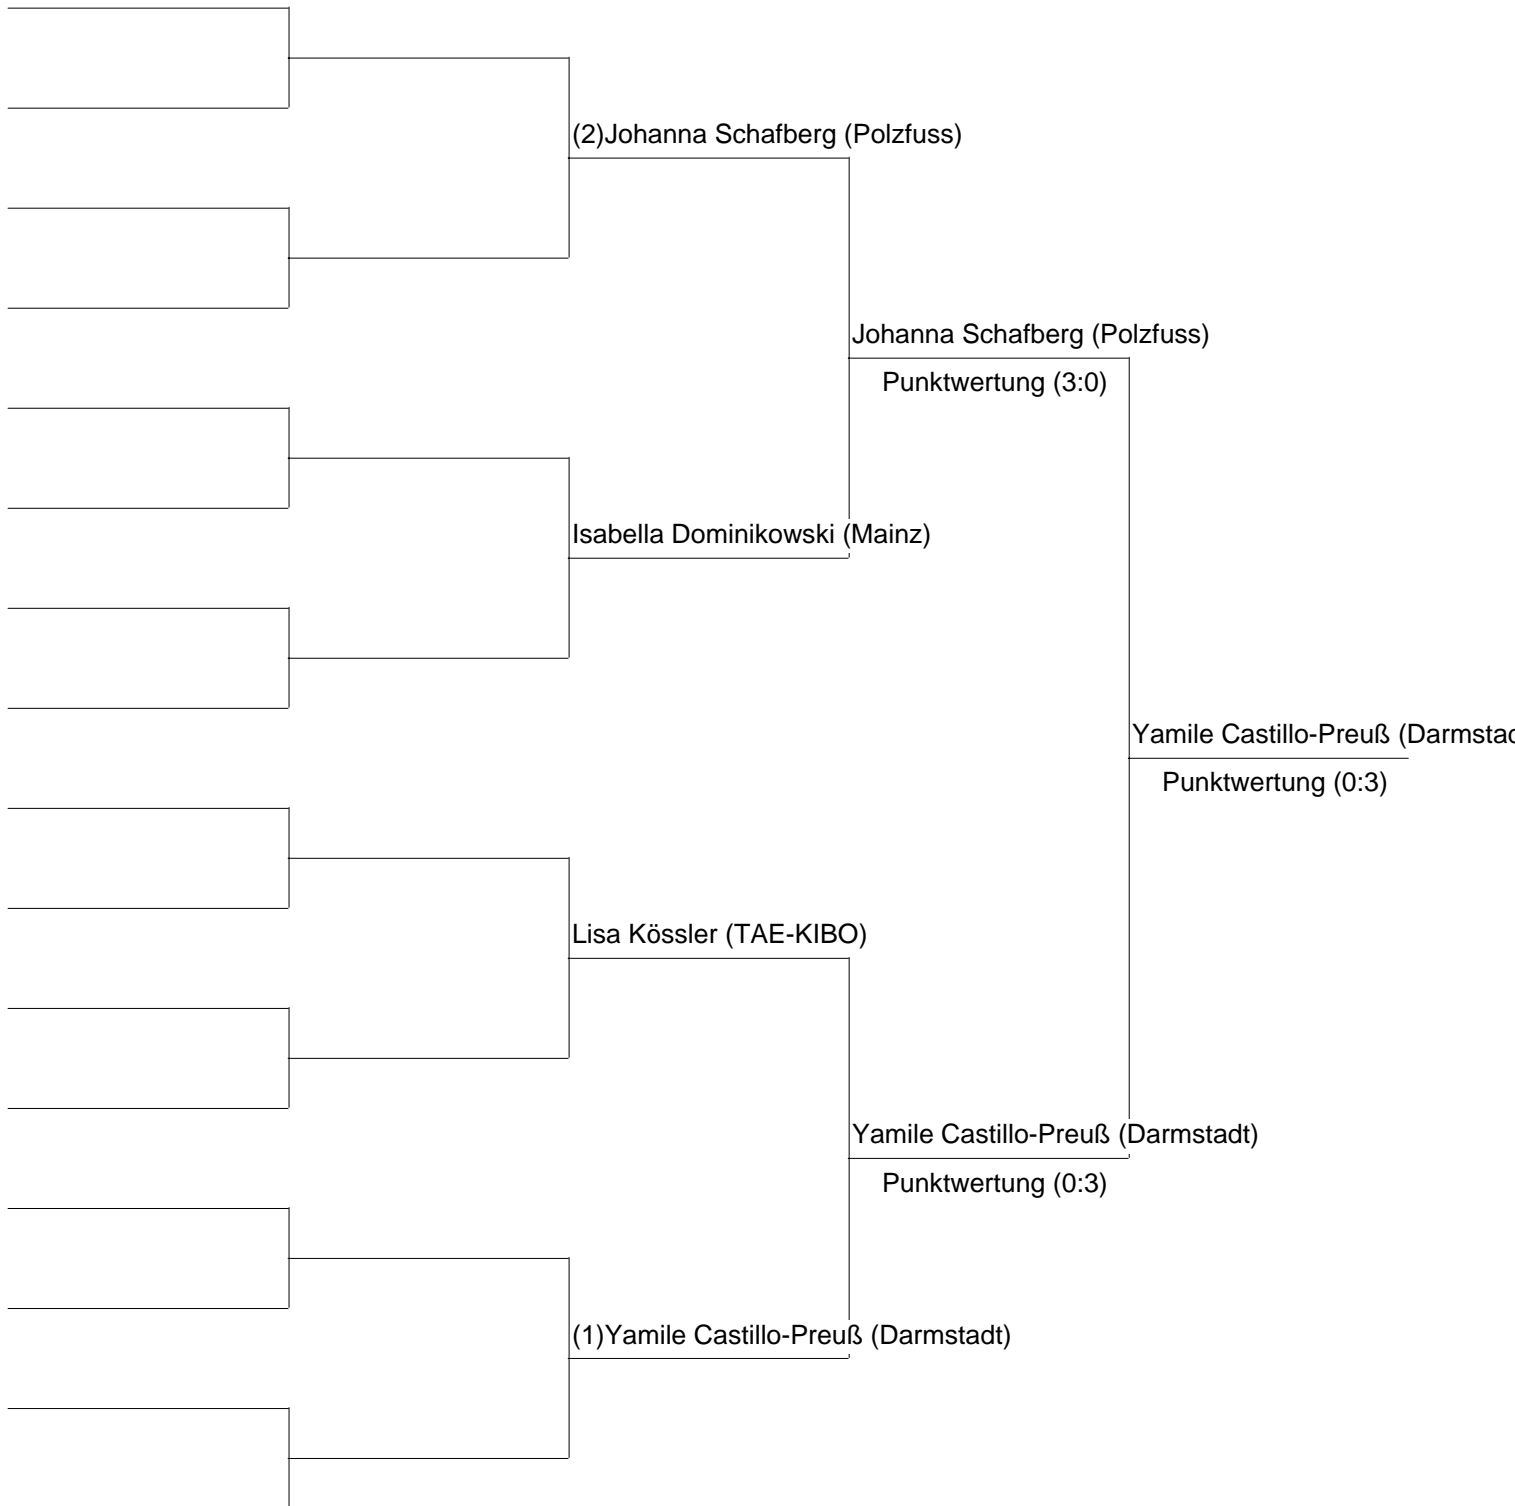 (2)Johanna Schafberg (Polzfuss)
Johanna Schafberg (Polzfuss)
Punktwertung (3:0)
Isabella Dominikowski (Mainz)
Yamile Castillo-Preuß (Darmstad
Punktwertung (0:3)
Lisa Kössler (TAE-KIBO)
Yamile Castillo-Preuß (Darmstadt)
Punktwertung (0:3)
(1)Yamile Castillo-Preuß (Darmstadt)